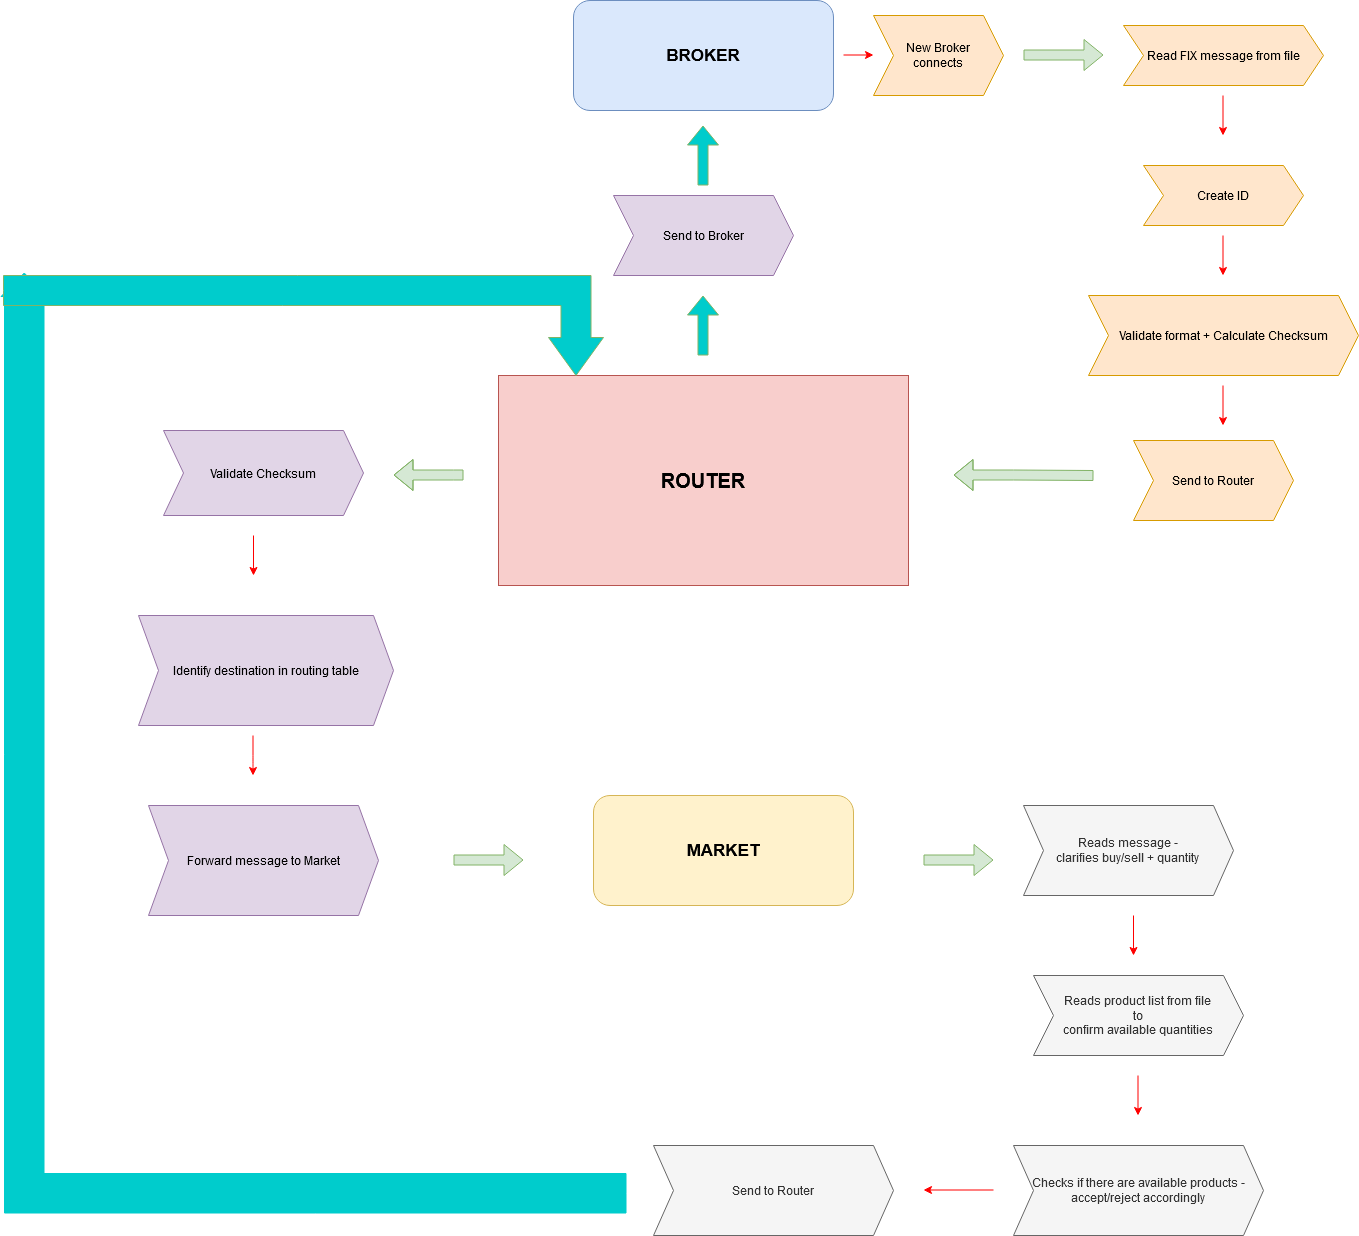 BROKER
New Broker
connects
Read FIX message from file
Create ID
Send to Broker
Validate format + Calculate Checksum
ROUTER
Validate Checksum
Send to Router
Identify destination in routing table
Forward message to Market
MARKET
Reads message -
clarifies buy/sell + quantity
Reads product list from file
to
confirm available quantities
Checks if there are available products -
accept/reject accordingly
Send to Router